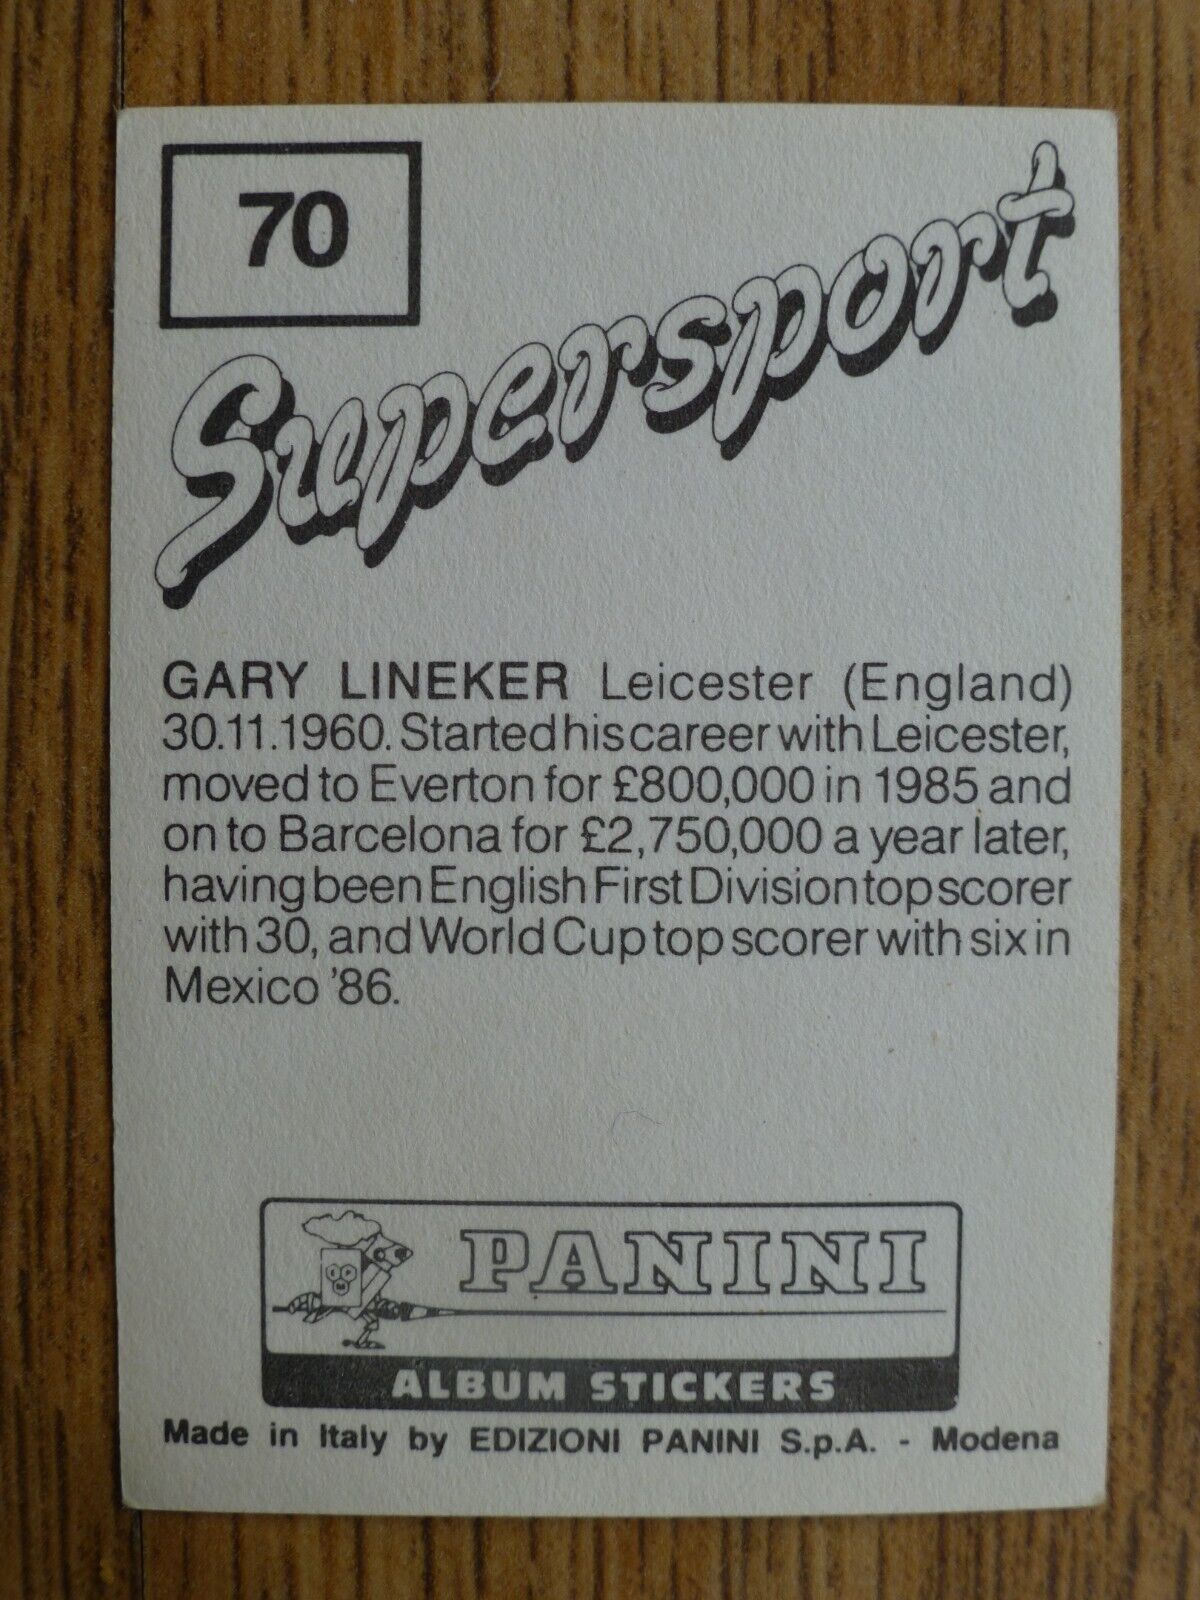 70
Supersport
GARY LINEKER Leicester (England)
30.11.1960. Started his career with Leicester,
moved to Everton for £800,000 in 1985 and
on to Barcelona for £2,750,000 a year later,
having been English First Division top scorer
with 30, and World Cup top scorer with six in
Mexico '86.
PANINI
ALBUM STICKERS
Made in Italy by EDIZIONI PANINI S.p.A. - Modena